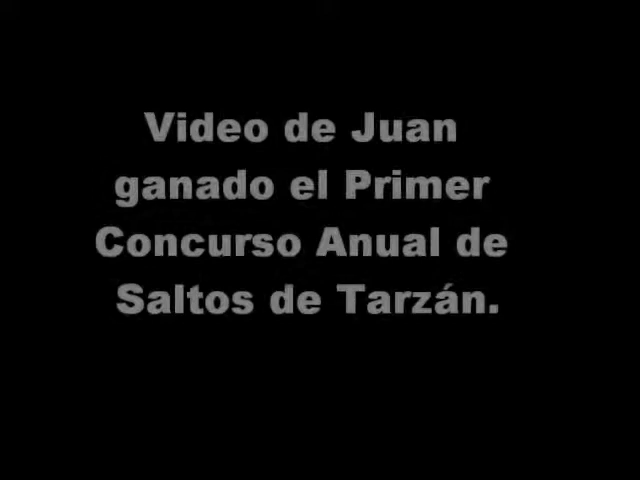 Video de Juan
ganado el Primer
Concurso Anual de
Saltos de Tarzán.